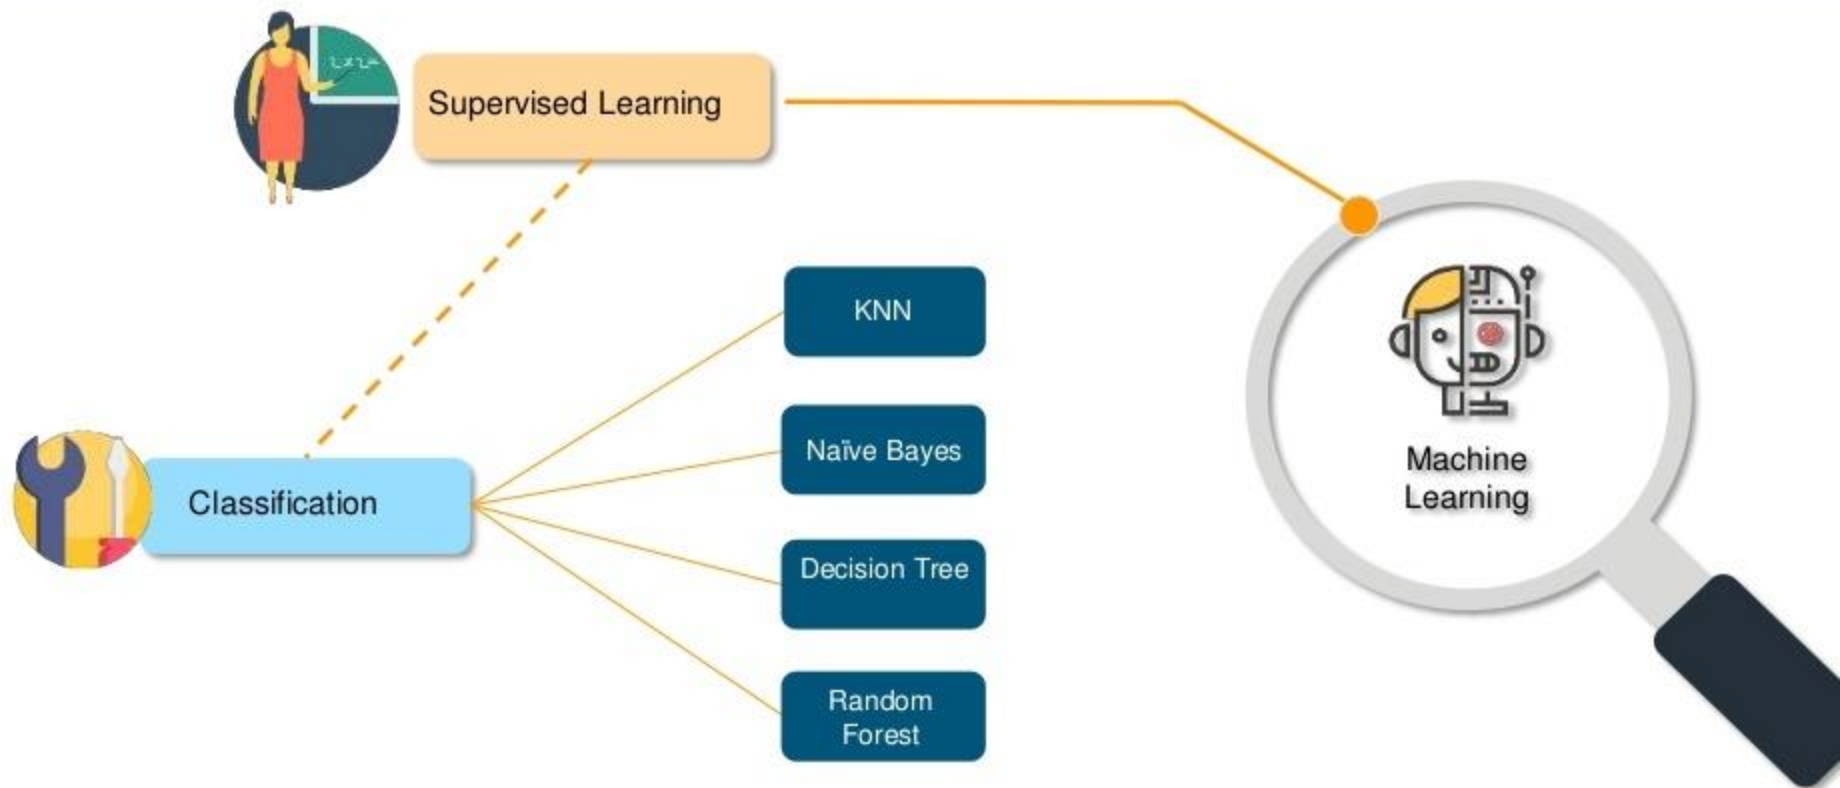 Supervised Learning
KNN
Naïve Bayes
Machine
Learning
Classification
Decision Tree
Random
Forest